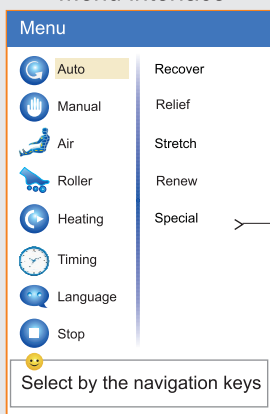 Menu
Auto
Recover
Manual
Relief
Air
Stretch
Roller
Renew
Heating
Special
Timing
Language
Stop
Select by the navigation keys